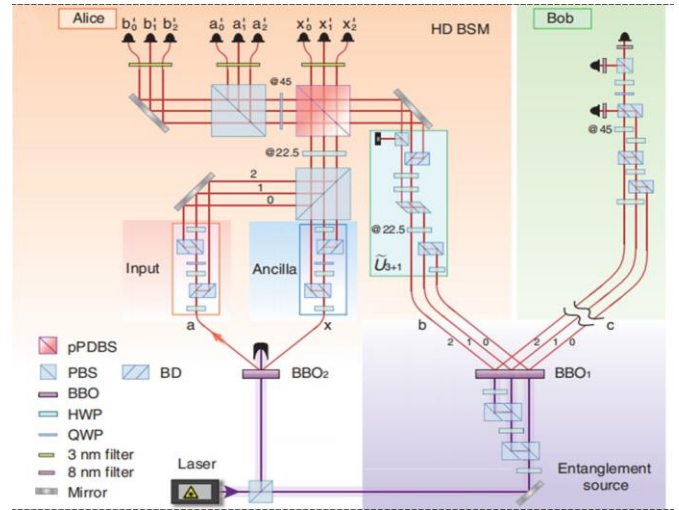 Alice
b′0 b′1 b′2
a′0 a′1 a′2
x′0 x′1 x′2
HD BSM
Bob
@45
@22.5
2
1
0
@45
@22.5
Ũ3+1
Input
Ancilla
a
x
b
c
2 1 0
2 1 0
BBO2
BBO1
pPDBS
PBS
BD
BBO
HWP
QWP
3 nm filter
8 nm filter
Mirror
Laser
Entanglement
source